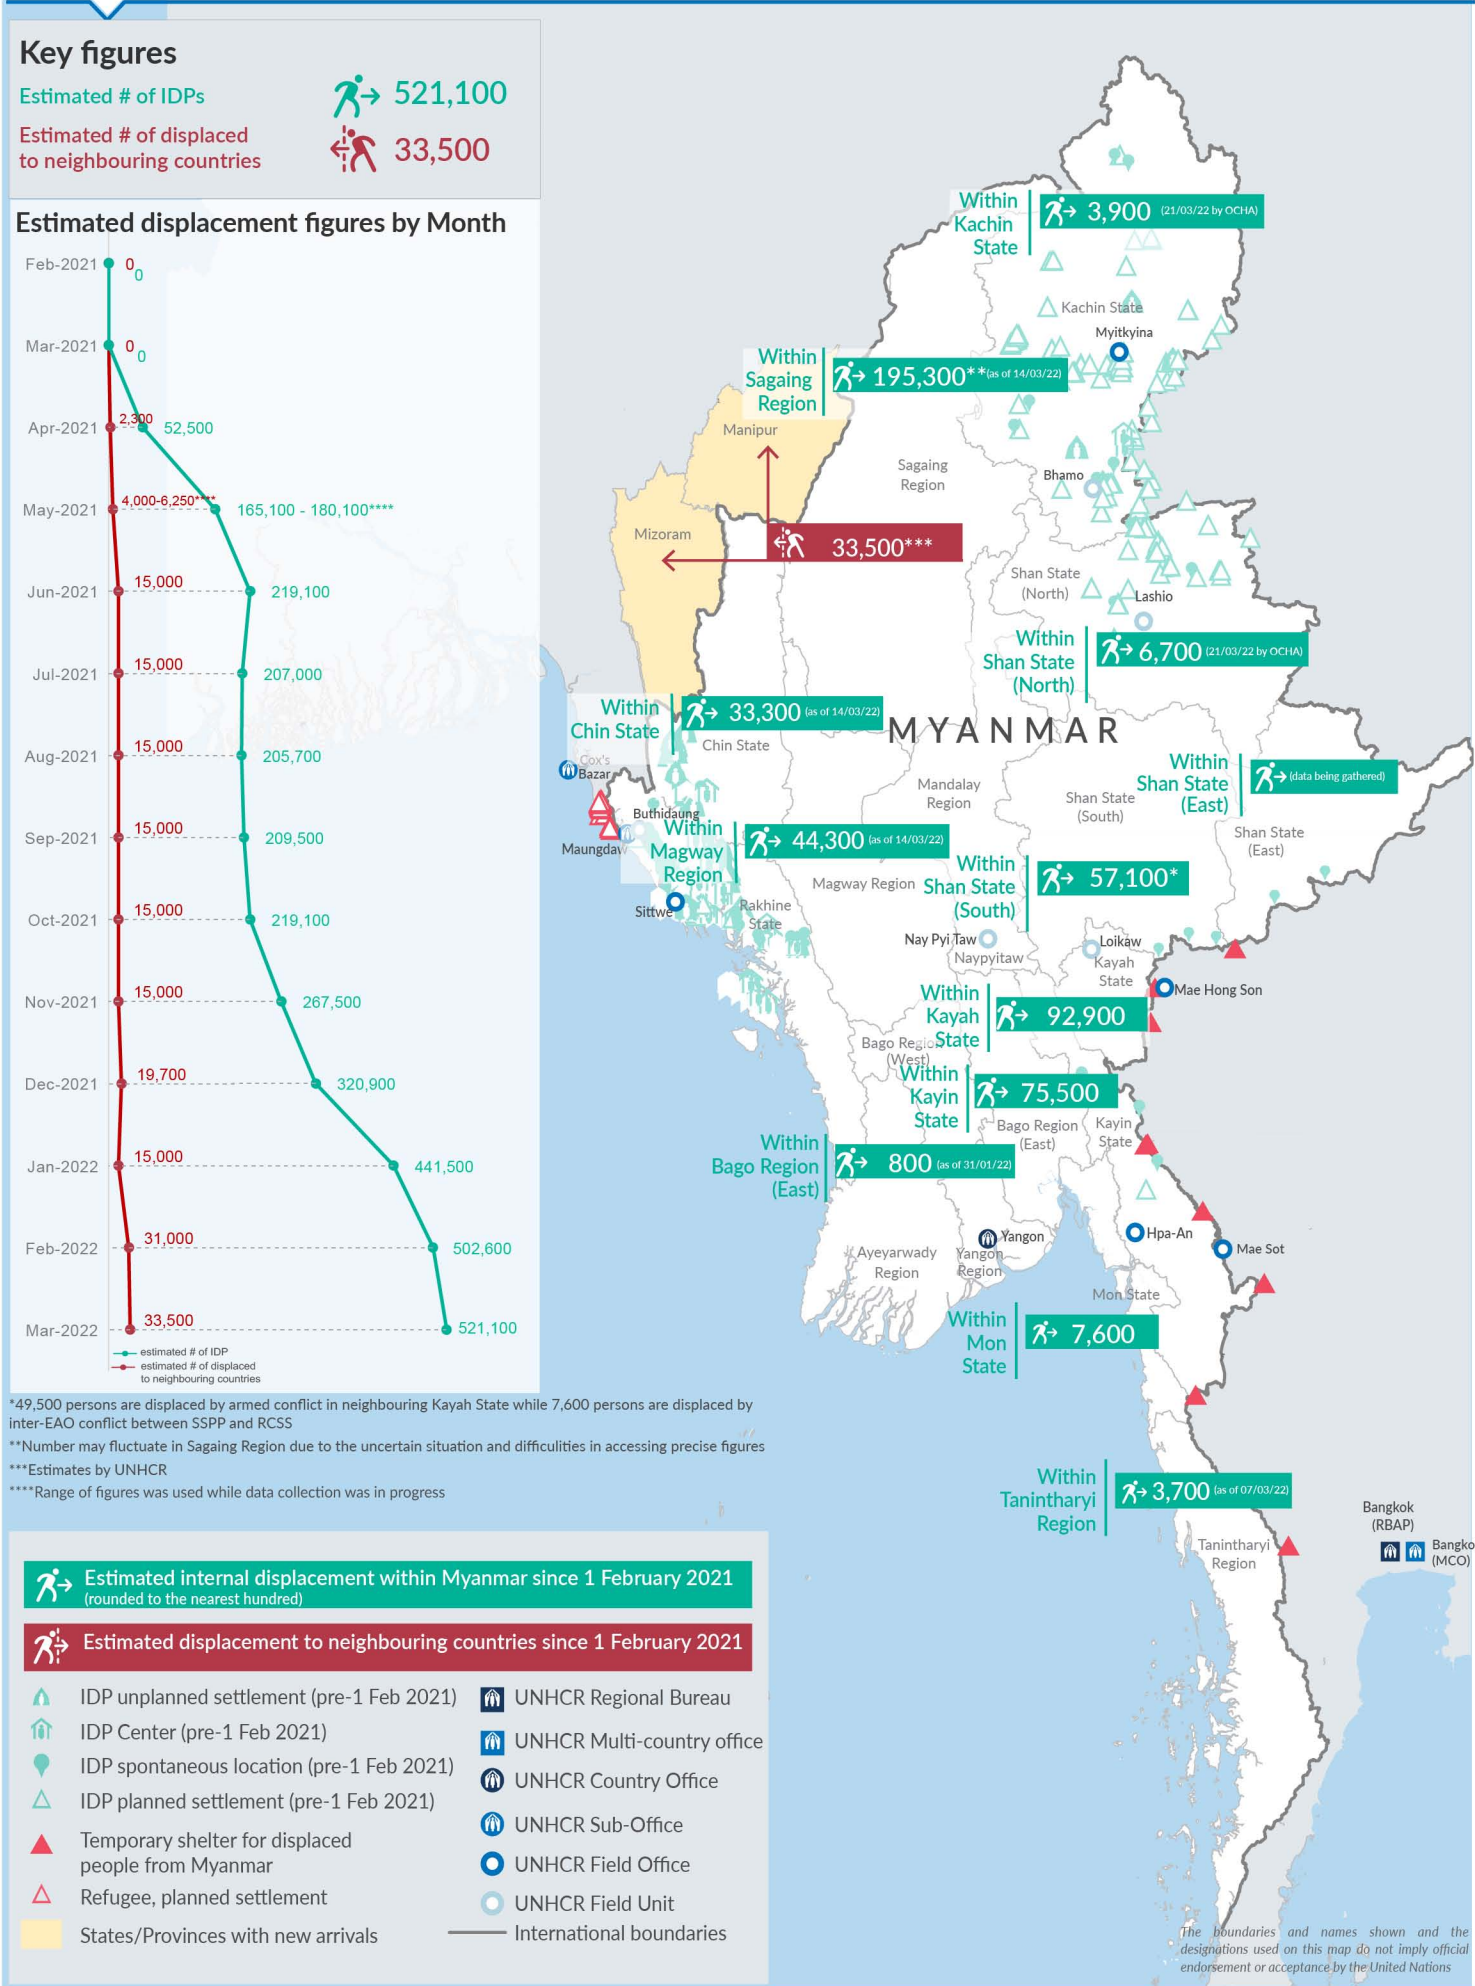 Key figures
Estimated # of IDPs
521,100
Estimated # of displaced
to neighbouring countries
33,500
Estimated displacement figures by Month
Feb-2021 0 0
Mar-2021 0 0
Apr-2021 2,300 52,500
May-2021 4,000-6,250**** 165,100 - 180,100****
Jun-2021 15,000 219,100
Jul-2021 15,000 207,000
Aug-2021 15,000 205,700
Sep-2021 15,000 209,500
Oct-2021 15,000 219,100
Nov-2021 15,000 267,500
Dec-2021 19,700 320,900
Jan-2022 15,000 441,500
Feb-2022 31,000 502,600
Mar-2022 33,500 521,100
estimated # of IDP
estimated # of displaced
to neighbouring countries
*49,500 persons are displaced by armed conflict in neighbouring Kayah State while 7,600 persons are displaced by
inter-EAO conflict between SSPP and RCSS
**Number may fluctuate in Sagaing Region due to the uncertain situation and difficulities in accessing precise figures
***Estimates by UNHCR
****Range of figures was used while data collection was in progress
Estimated internal displacement within Myanmar since 1 February 2021
(rounded to the nearest hundred)
Estimated displacement to neighbouring countries since 1 February 2021
IDP unplanned settlement (pre-1 Feb 2021)
IDP Center (pre-1 Feb 2021)
IDP spontaneous location (pre-1 Feb 2021)
IDP planned settlement (pre-1 Feb 2021)
Temporary shelter for displaced
people from Myanmar
Refugee, planned settlement
States/Provinces with new arrivals
UNHCR Regional Bureau
UNHCR Multi-country office
UNHCR Country Office
UNHCR Sub-Office
UNHCR Field Office
UNHCR Field Unit
International boundaries
Within
Kachin
State
3,900 (21/03/22 by OCHA)
Kachin State
Myitkyina
Within
Sagaing
Region
195,300**(as of 14/03/22)
Manipur
Sagaing
Region
Bhamo
Mizoram
33,500***
Shan State
(North)
Lashio
Within
Shan State
(North)
6,700 (21/03/22 by OCHA)
Within
Chin State
33,300 (as of 14/03/22)
MYANMAR
Chin State
Cox's
Bazar
Within
Shan State
(East)
(data being gathered)
Mandalay
Region
Shan State
(South)
Shan State
(East)
Buthidaung
Maungdaw
Within
Magway
Region
44,300 (as of 14/03/22)
Within
Shan State
(South)
57,100*
Magway Region
Sittwe
Rakhine
State
Nay Pyi Taw
Naypyitaw
Loikaw
Kayah
State
Mae Hong Son
Within
Kayah
State
92,900
Bago Region
(West)
Within
Kayin
State
75,500
Bago Region
(East)
Kayin
State
Within
Bago Region
(East)
800 (as of 31/01/22)
Hpa-An
Mae Sot
Yangon
Yangon
Region
Ayeyarwady
Region
Mon State
Within
Mon
State
7,600
Within
Tanintharyi
Region
3,700 (as of 07/03/22)
Tanintharyi
Region
Bangkok
(RBAP)
Bangko
(MCO)
The boundaries and names shown and the
designations used on this map do not imply official
endorsement or acceptance by the United Nations